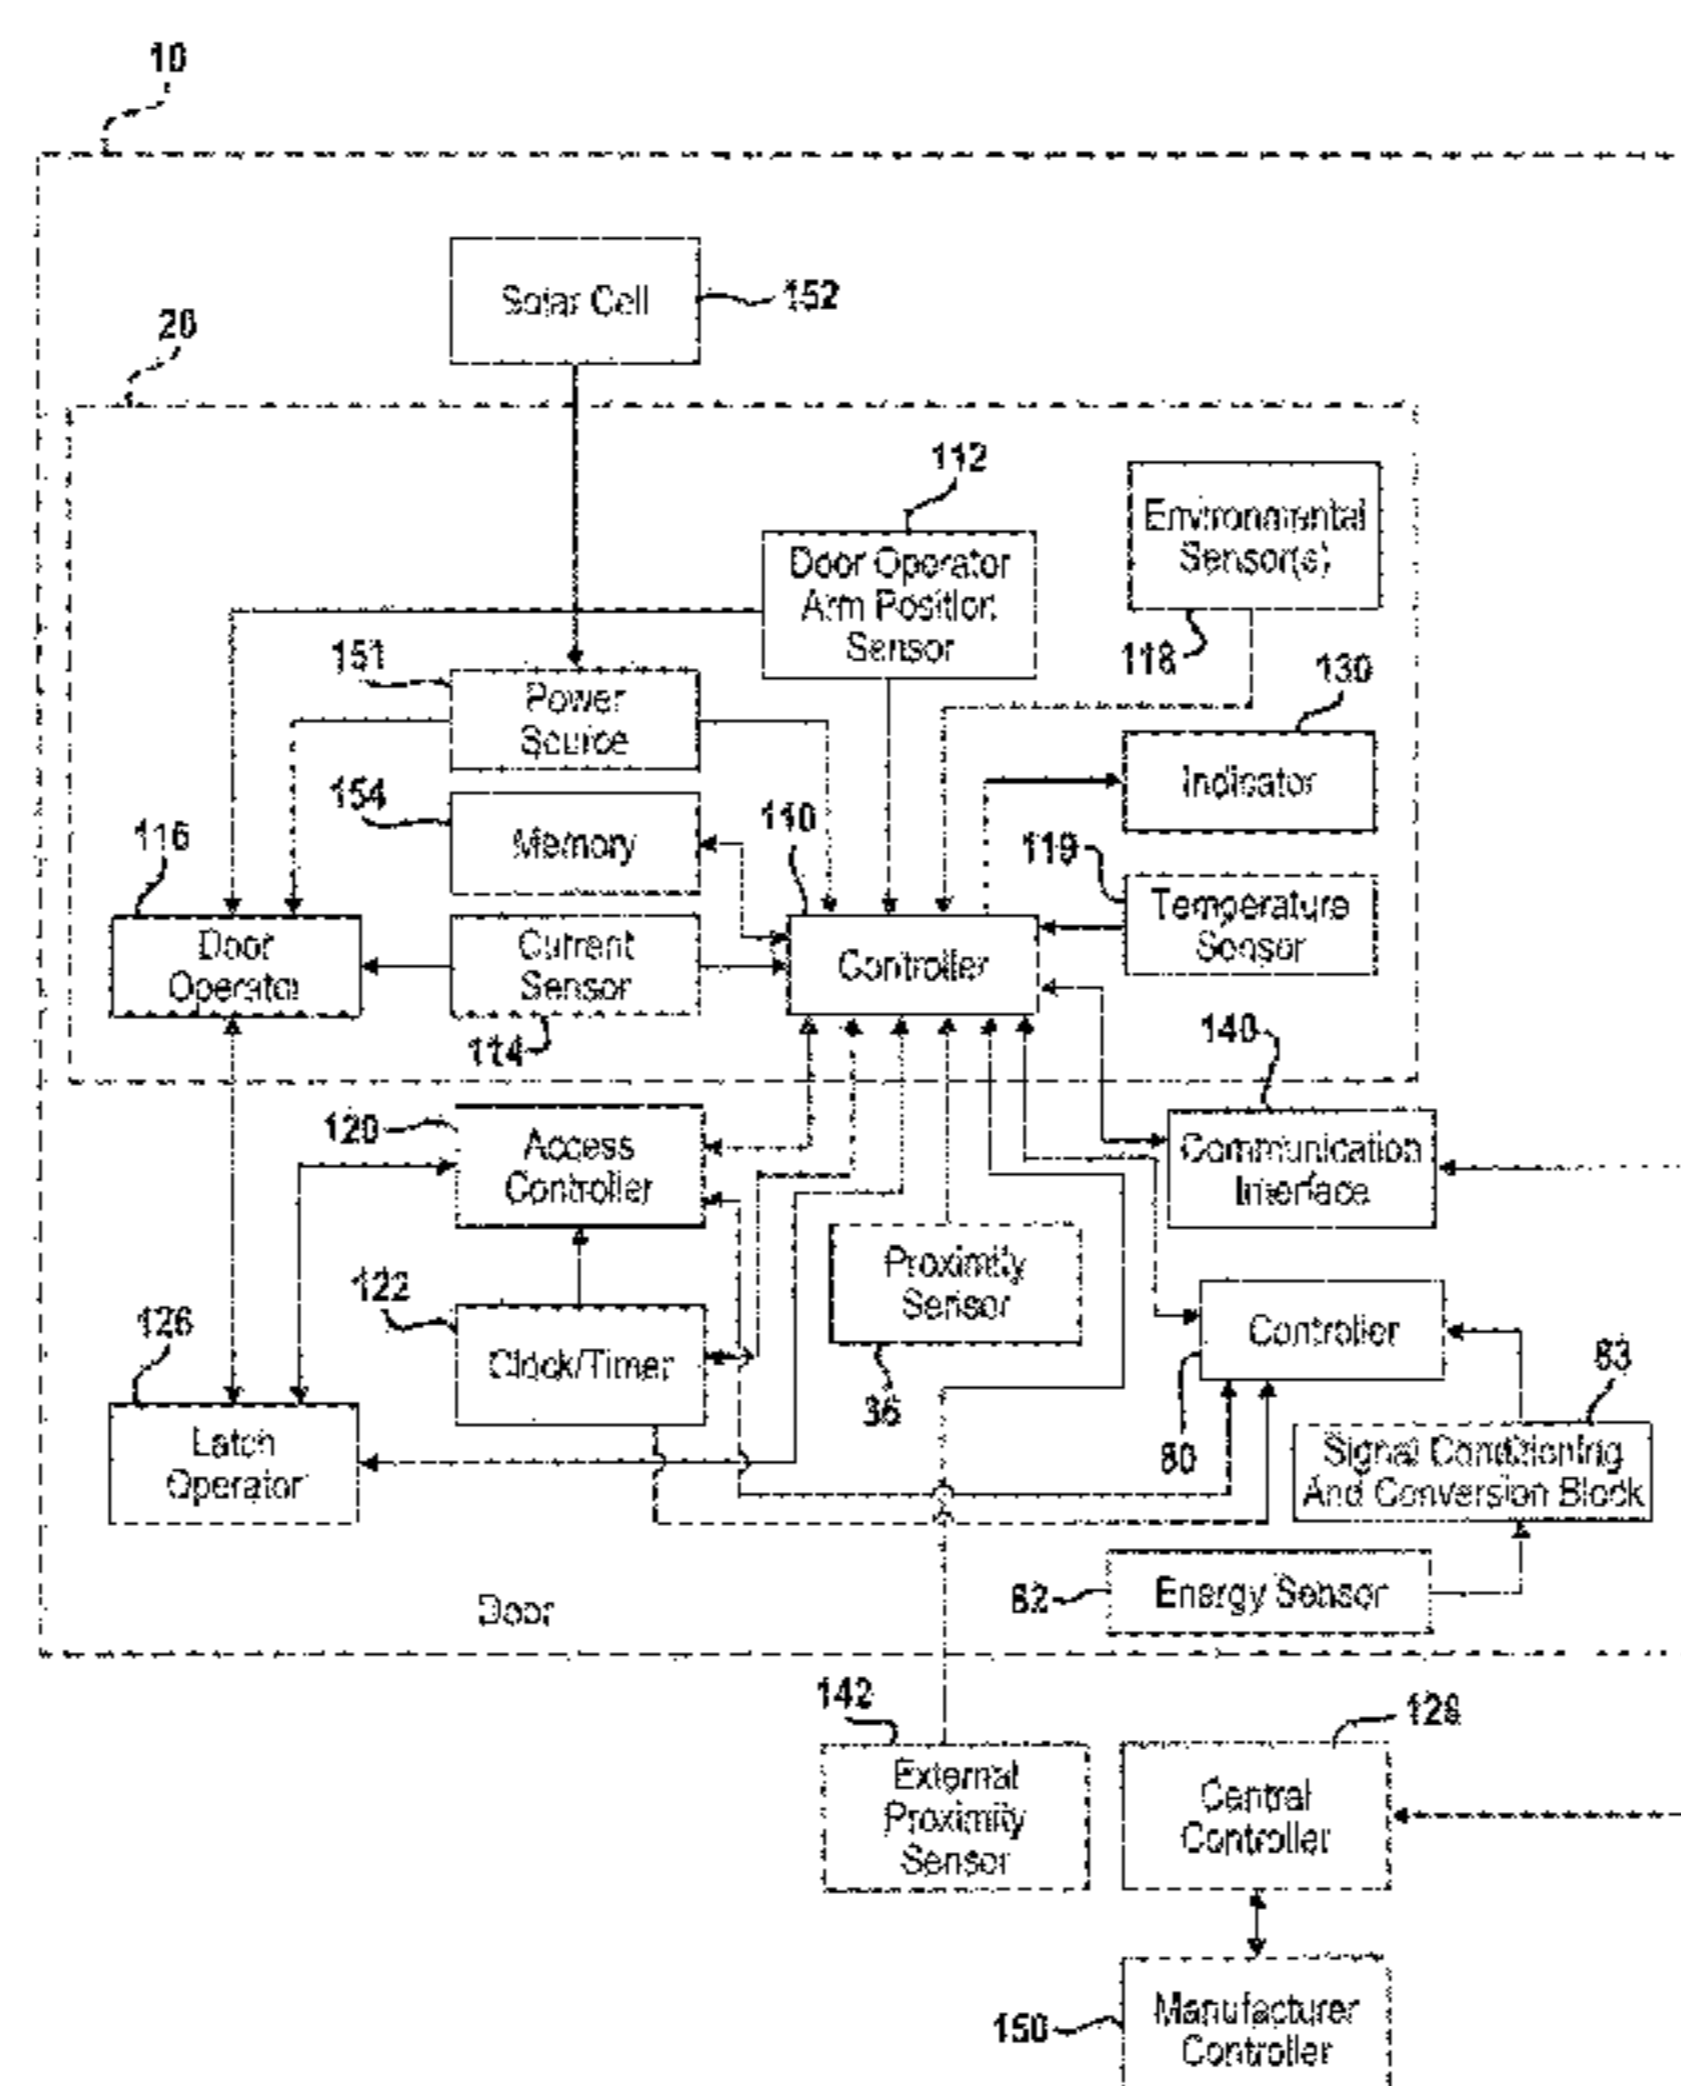 10
Solar Cell
152
20
112
Environmental
Sensor(s)
118
Door Operator
Arm Position
Sensor
151
Power
Source
130
Indicator
154
Memory
110
119
Temperature
Sensor
116
Door
Operator
Current
Sensor
114
Controller
140
Communication
Interface
120
Access
Controller
122
Clock/Timer
Proximity
Sensor
36
Controller
80
83
Signal Conditioning
And Conversion Block
126
Latch
Operator
82
Energy Sensor
Door
142
External
Proximity
Sensor
128
Central
Controller
150
Manufacturer
Controller